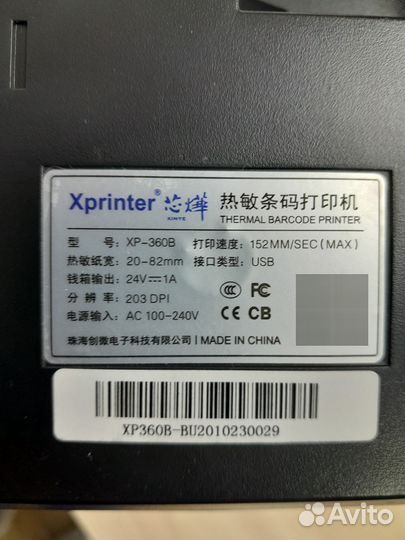 Xprinter® 芯烨 XINYE 热敏条码打印机
THERMAL BARCODE PRINTER
型 号: XP-360B 打印速度: 152MM/SEC(MAX)
热敏纸宽: 20-82mm 接口类型: USB
钱箱输出: 24V⎓1A
分 辨 率: 203 DPI
电源输入: AC 100-240V
CCC FC
CE CB
珠海创微电子科技有限公司 MADE IN CHINA
XP360B-BU2010230029
Avito